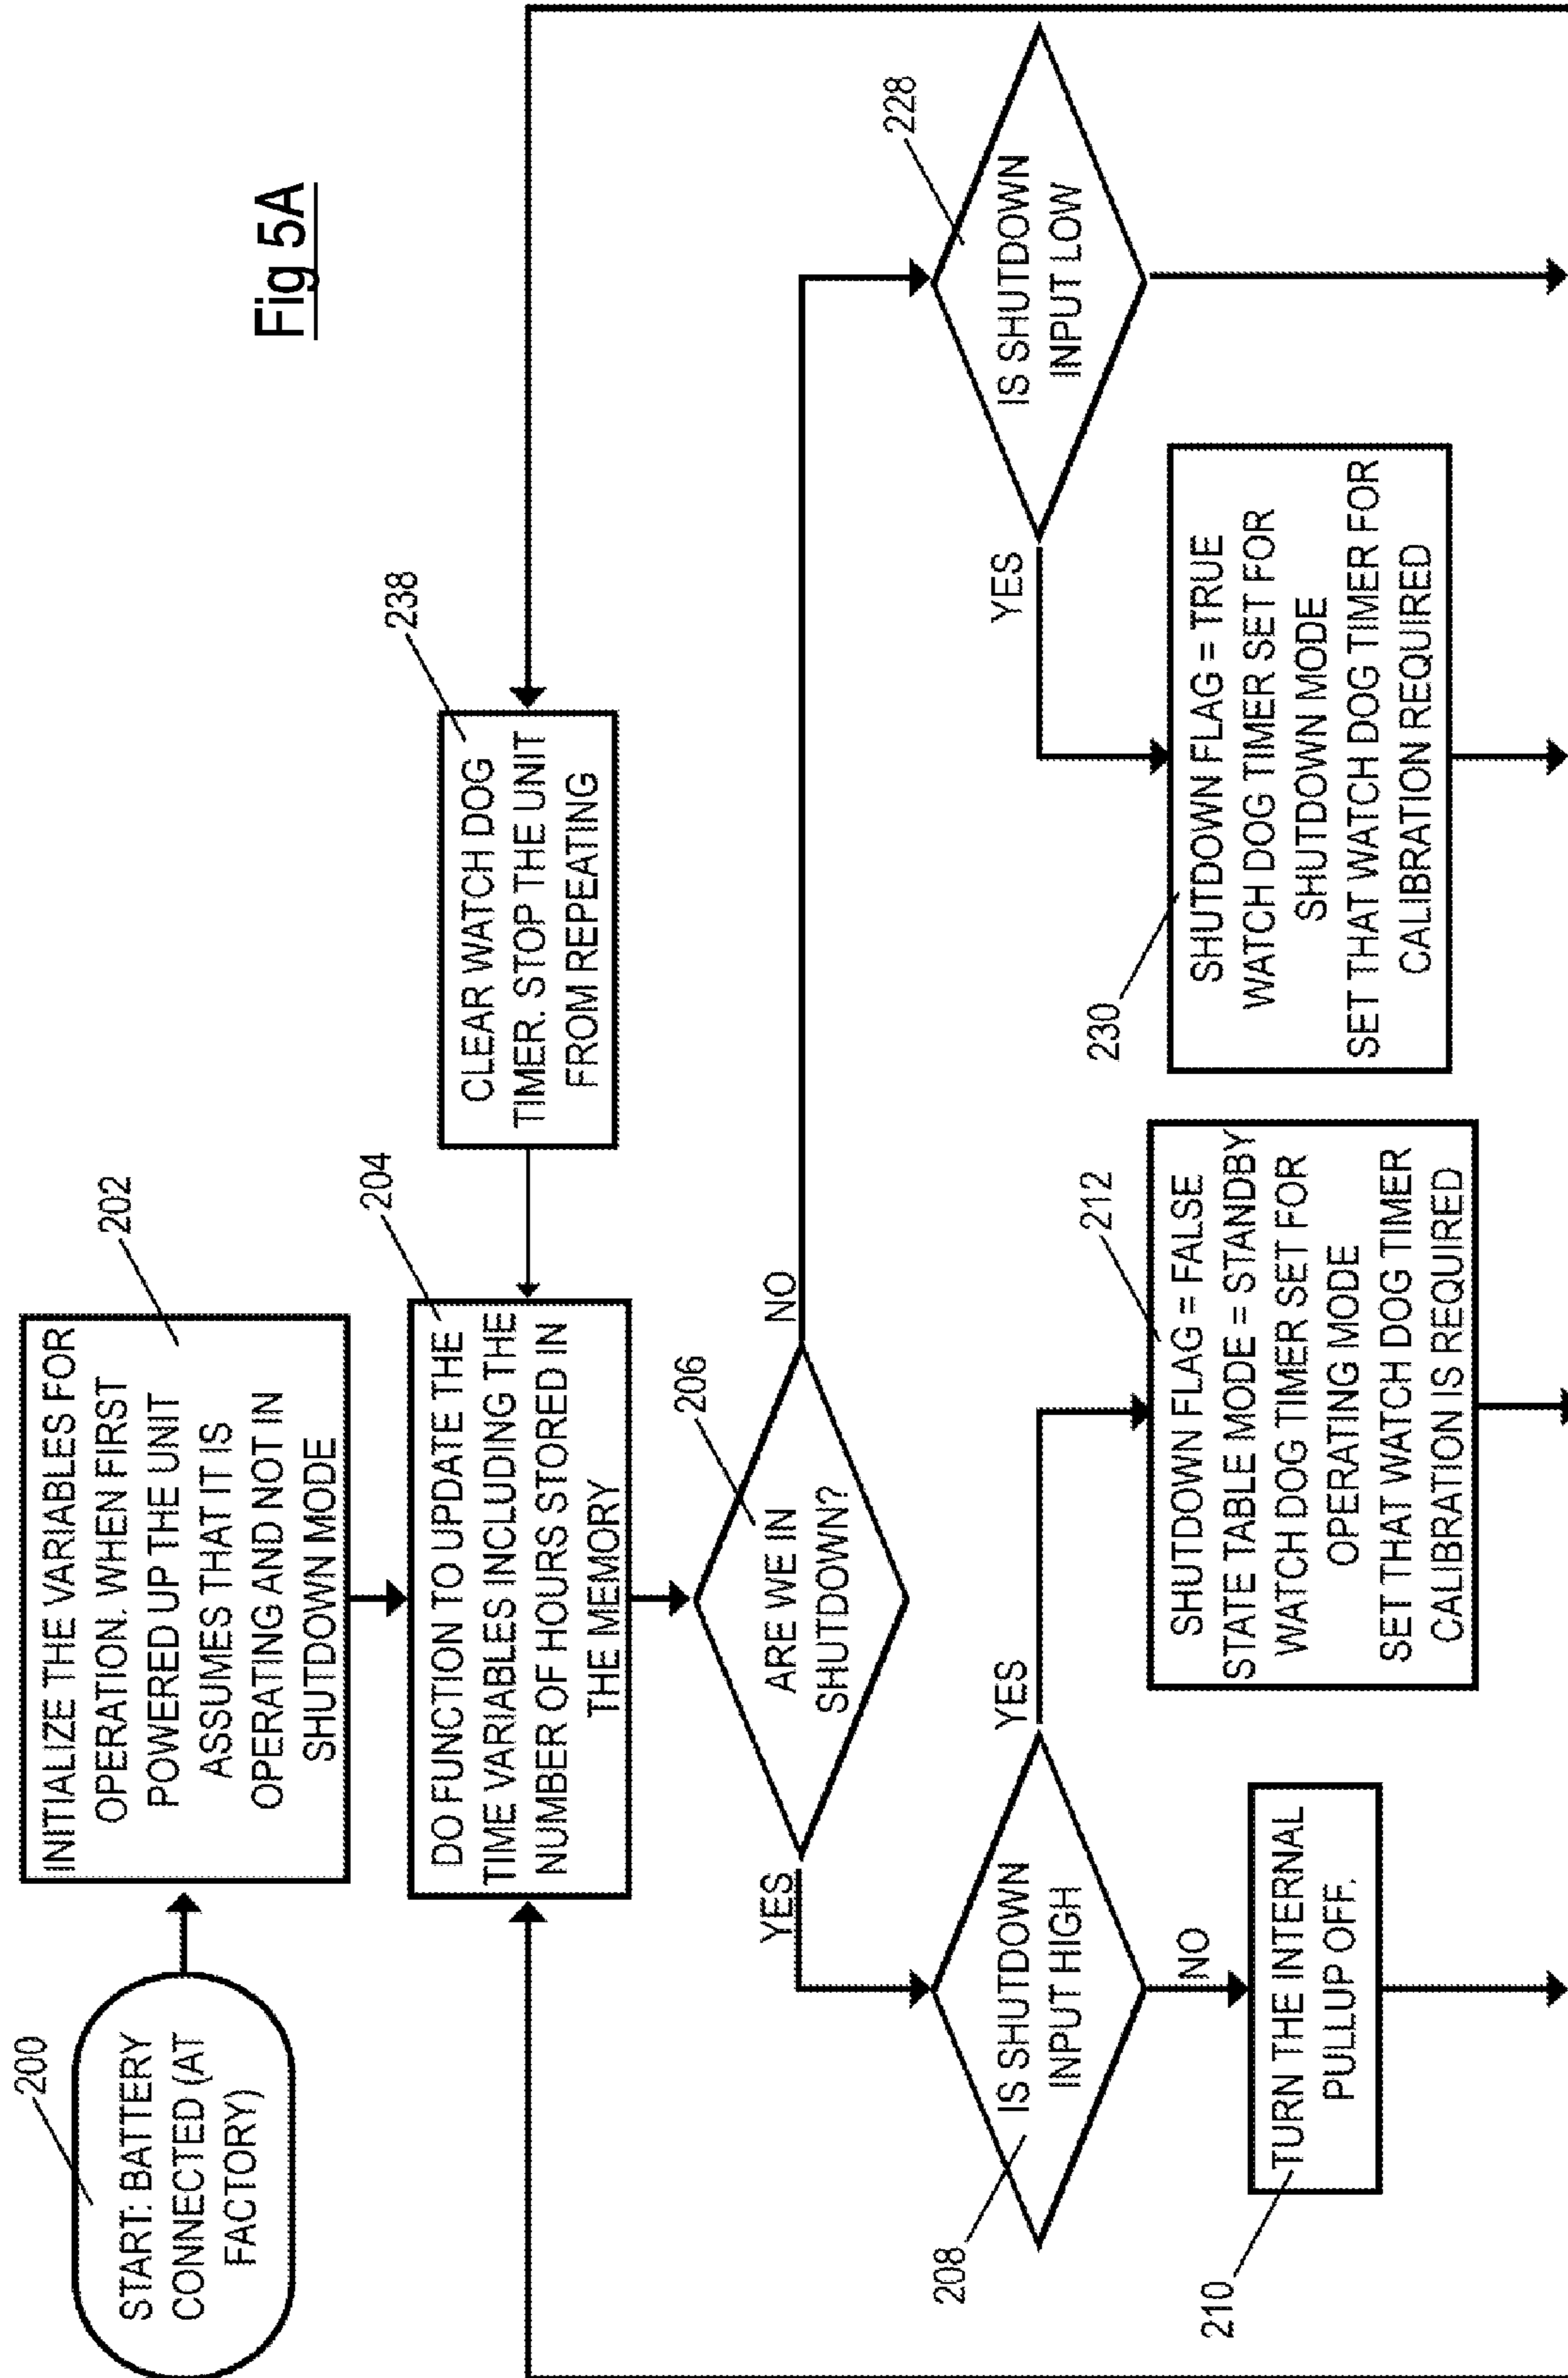 Fig 5A
200
START: BATTERY
CONNECTED (AT
FACTORY)
202
INITIALIZE THE VARIABLES FOR
OPERATION. WHEN FIRST
POWERED UP THE UNIT
ASSUMES THAT IT IS
OPERATING AND NOT IN
SHUTDOWN MODE
204
DO FUNCTION TO UPDATE THE
TIME VARIABLES INCLUDING THE
NUMBER OF HOURS STORED IN
THE MEMORY
238
CLEAR WATCH DOG
TIMER. STOP THE UNIT
FROM REPEATING
206
ARE WE IN
SHUTDOWN?
YES
NO
208
IS SHUTDOWN
INPUT HIGH
YES
NO
210
TURN THE INTERNAL
PULLUP OFF.
212
SHUTDOWN FLAG = FALSE
STATE TABLE MODE = STANDBY
WATCH DOG TIMER SET FOR
OPERATING MODE
SET THAT WATCH DOG TIMER
CALIBRATION IS REQUIRED
228
IS SHUTDOWN
INPUT LOW
YES
230
SHUTDOWN FLAG = TRUE
WATCH DOG TIMER SET FOR
SHUTDOWN MODE
SET THAT WATCH DOG TIMER FOR
CALIBRATION REQUIRED